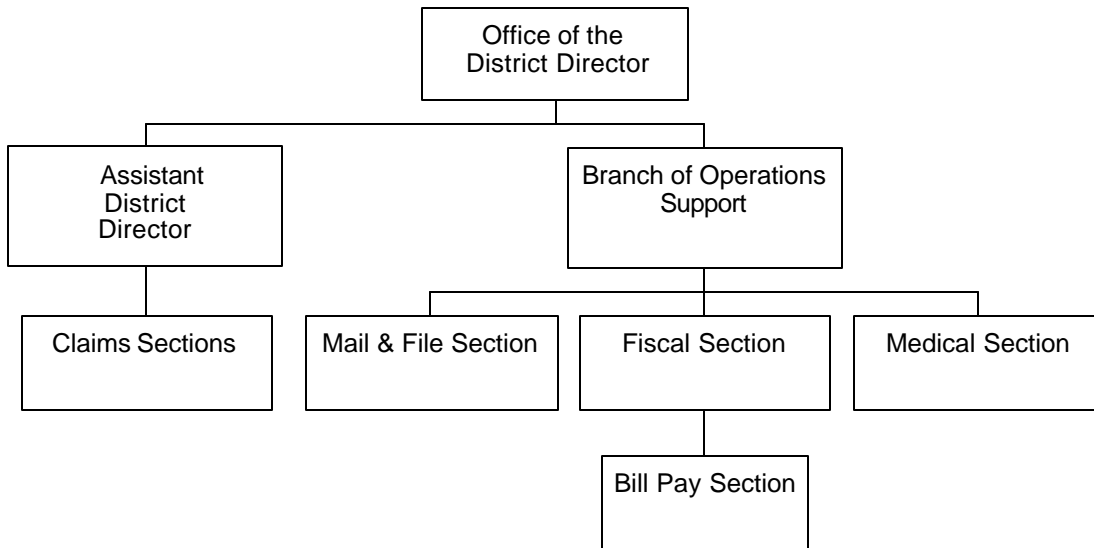 Office of the
District Director
Assistant
District
Director
Branch of Operations
Support
Claims Sections
Mail & File Section
Fiscal Section
Medical Section
Bill Pay Section